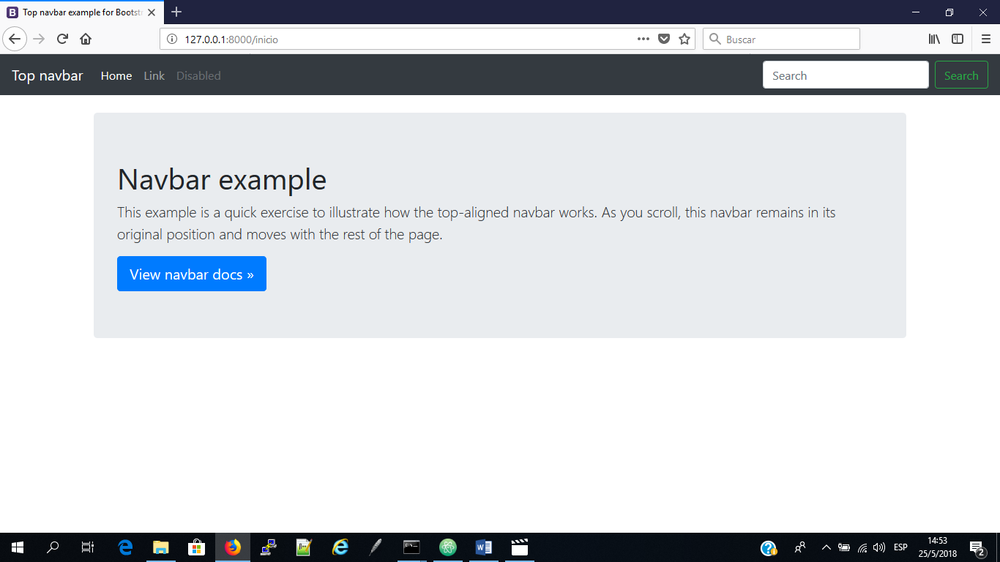 Top navbar example for Bootstr
127.0.0.1:8000/inicio
Buscar
Top navbar Home Link Disabled Search Search
Navbar example
This example is a quick exercise to illustrate how the top-aligned navbar works. As you scroll, this navbar remains in its
original position and moves with the rest of the page.
View navbar docs »
ESP
14:53
25/5/2018
2